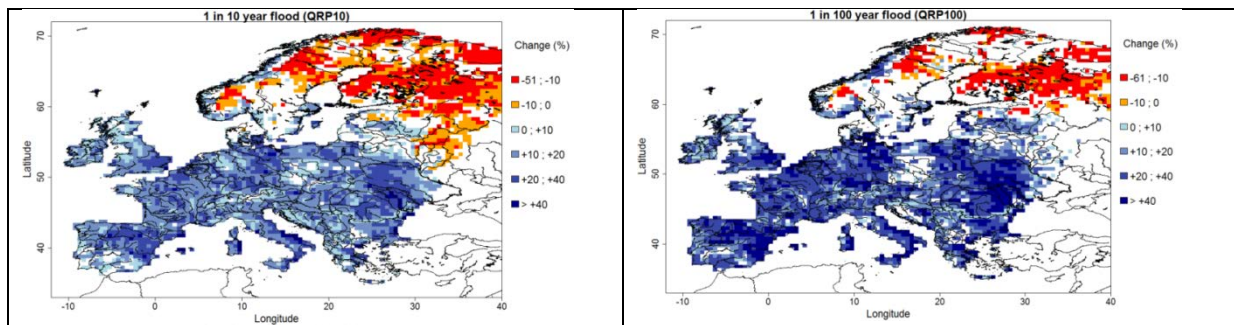 1 in 10 year flood (QRP10)
70
60
50
40
Latitude
-10 0 10 20 30 40
Longitude
Change (%)
-51 ; -10
-10 ; 0
0 ; +10
+10 ; +20
+20 ; +40
> +40
1 in 100 year flood (QRP100)
70
60
50
40
Latitude
-10 0 10 20 30 40
Longitude
Change (%)
-61 ; -10
-10 ; 0
0 ; +10
+10 ; +20
+20 ; +40
> +40